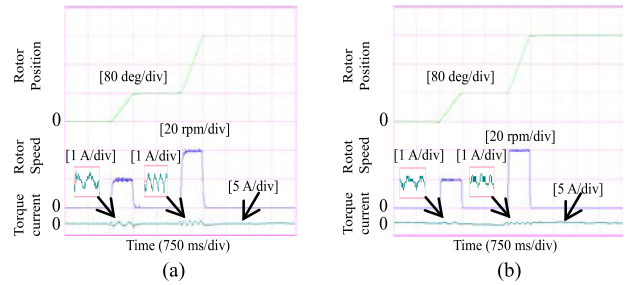 Rotor Position
[80 deg/div]
0
[20 rpm/div]
Rotor Speed
[1 A/div] [1 A/div]
0
[5 A/div]
Torque current
0
Time (750 ms/div)
(a)
Rotor Position
[80 deg/div]
0
[20 rpm/div]
Rotor Speed
[1 A/div] [1 A/div]
0
[5 A/div]
Torque current
0
Time (750 ms/div)
(b)